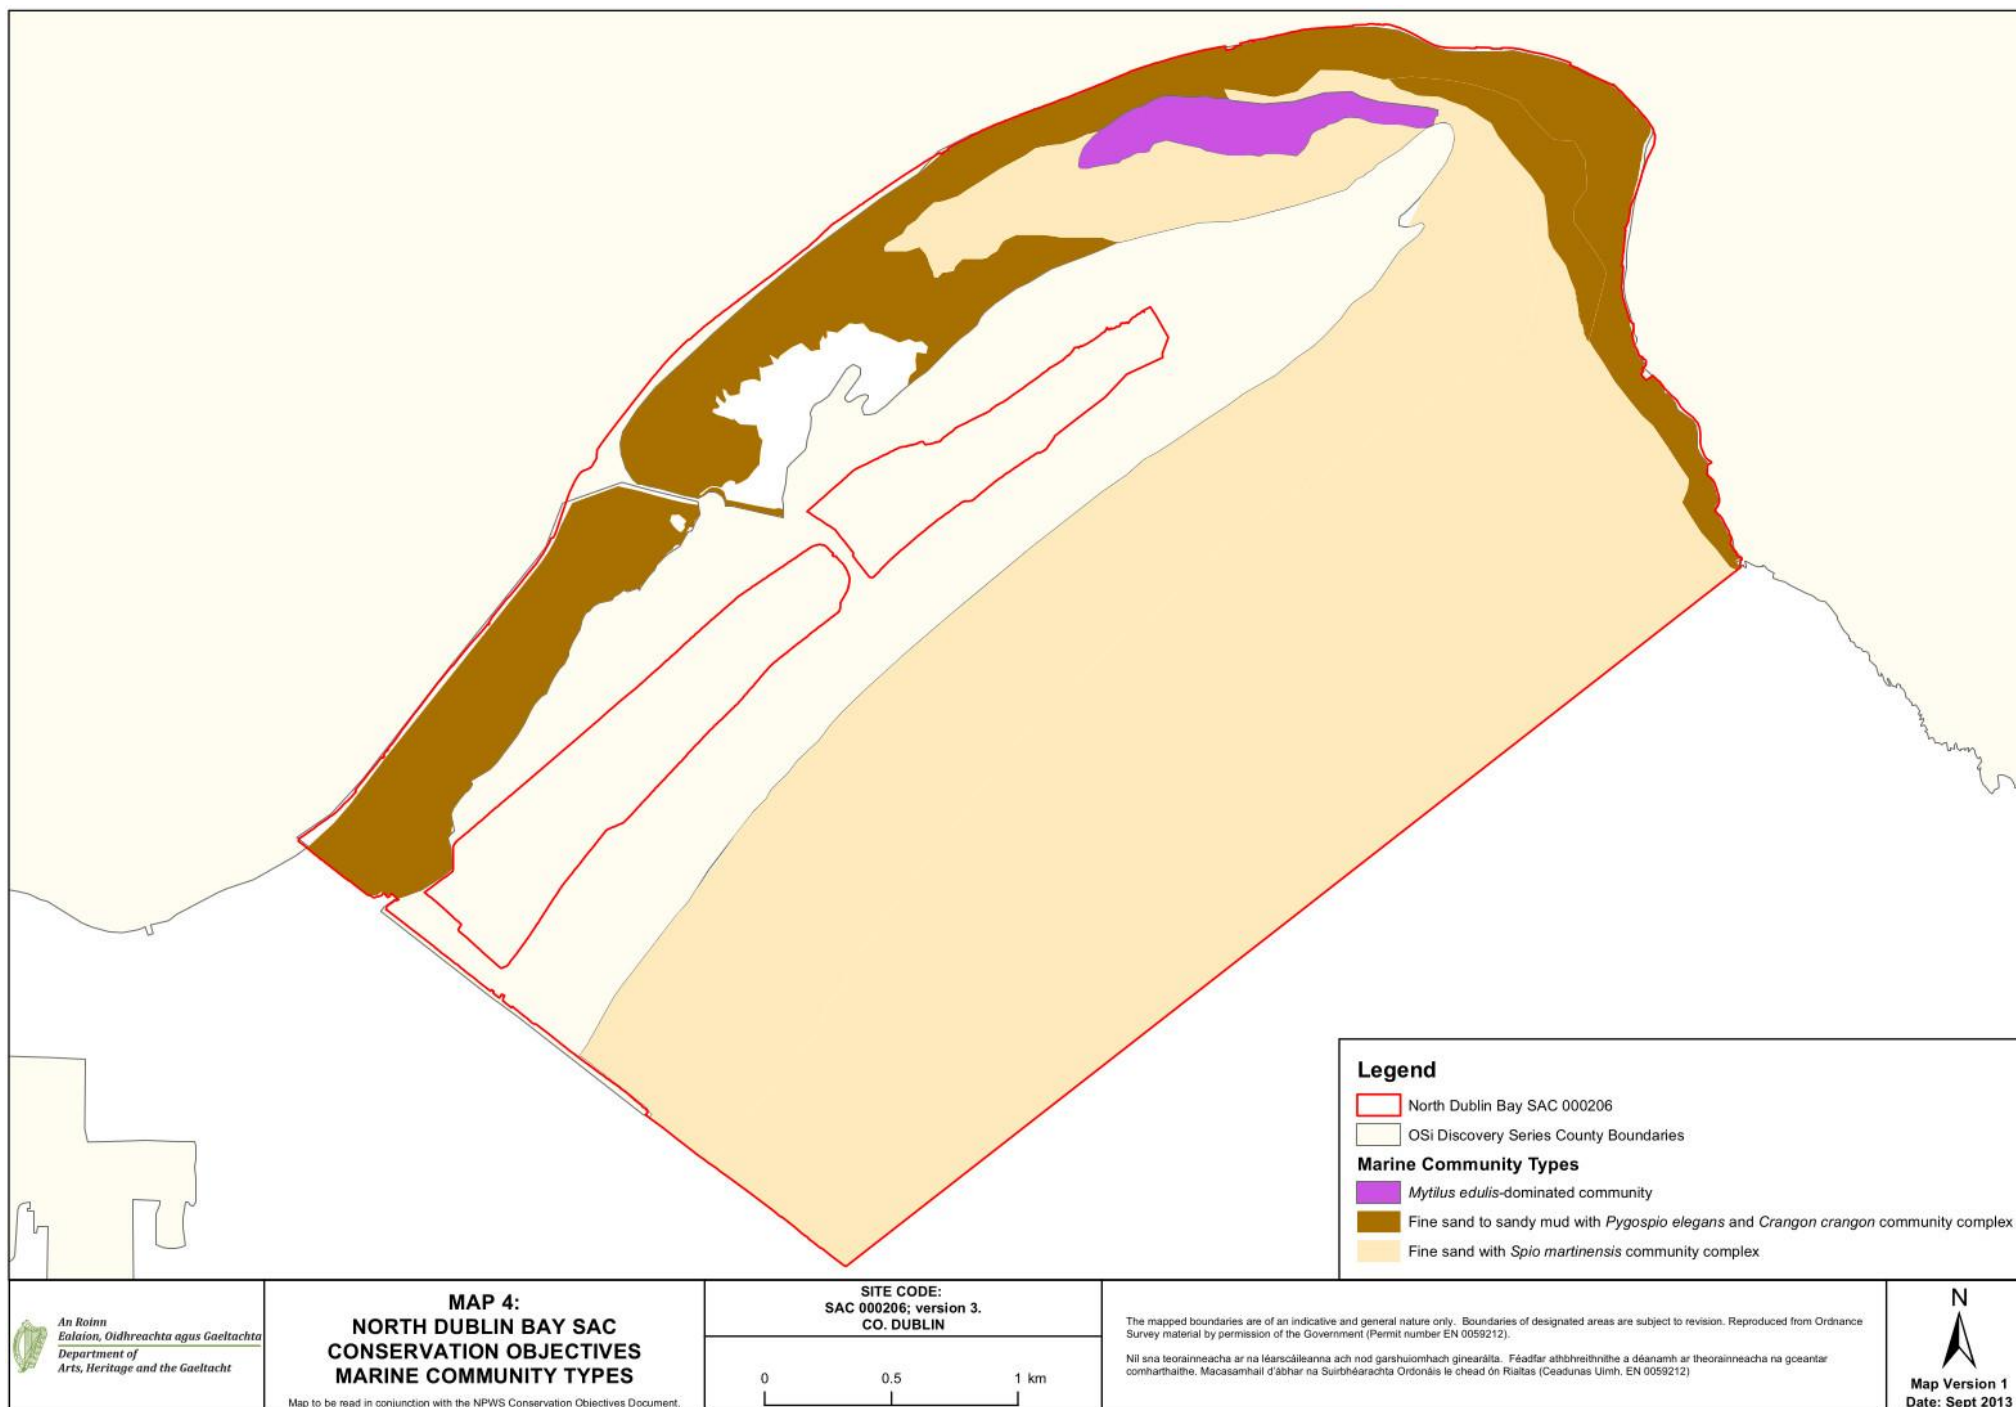 Legend
North Dublin Bay SAC 000206
OSi Discovery Series County Boundaries
Marine Community Types
Mytilus edulis-dominated community
Fine sand to sandy mud with Pygospio elegans and Crangon crangon community complex
Fine sand with Spio martinensis community complex
An Roinn
Ealaíon, Oidhreachta agus Gaeltachta
Department of
Arts, Heritage and the Gaeltacht
MAP 4:
NORTH DUBLIN BAY SAC
CONSERVATION OBJECTIVES
MARINE COMMUNITY TYPES
Map to be read in conjunction with the NPWS Conservation Objectives Document.
SITE CODE:
SAC 000206; version 3.
CO. DUBLIN
0 0.5 1 km
The mapped boundaries are of an indicative and general nature only. Boundaries of designated areas are subject to revision. Reproduced from Ordnance
Survey material by permission of the Government (Permit number EN 0059212).
Níl sna teorainneacha ar na léarscáileanna ach nod garshuiomhach ginearálta. Féadfar athbhreithnithe a déanamh ar theorainneacha na gceantar
comharthaithe. Macasamhail d'ábhar na Suirbhéarachta Ordonáis le chead ón Rialtas (Ceadunas Uimh. EN 0059212)
N
Map Version 1
Date: Sept 2013